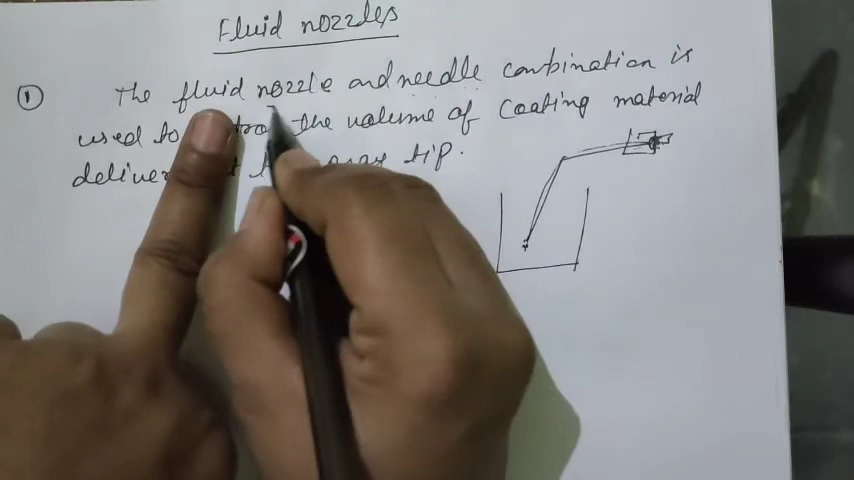 Fluid nozzles
① The fluid nozzle and needle combination is
used to the volume of Coating material
tip.